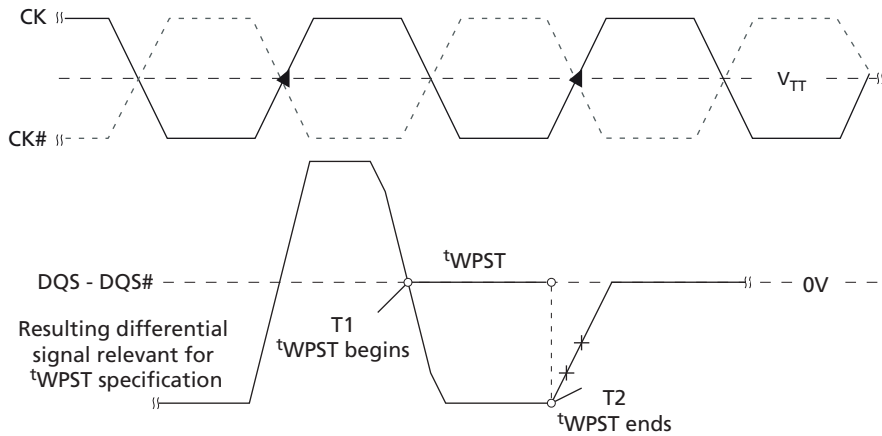 CK
V_TT
CK#
tWPST
DQS - DQS#
0V
T1
tWPST begins
Resulting differential
signal relevant for
tWPST specification
T2
tWPST ends